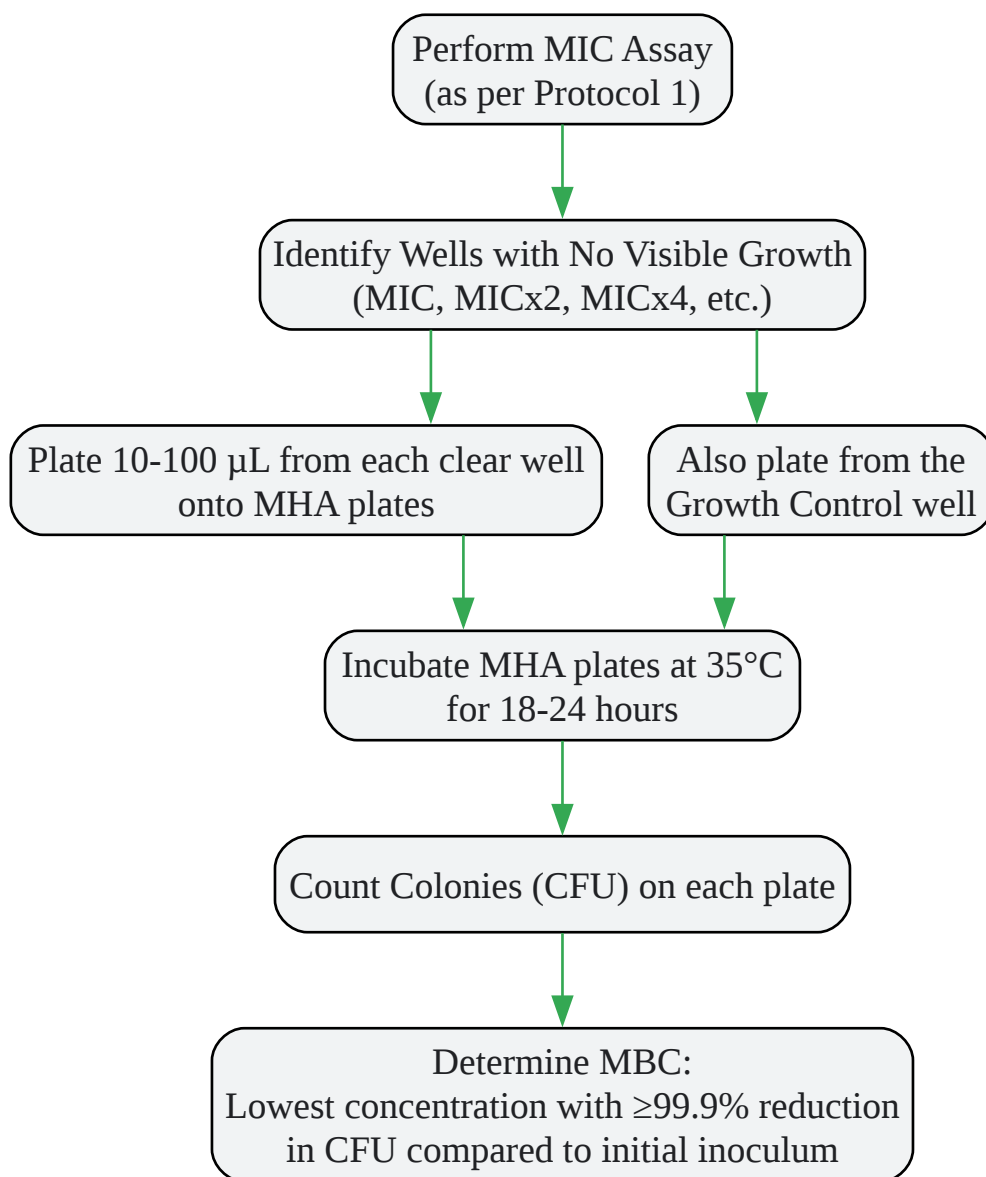 Perform MIC Assay
(as per Protocol 1)
Identify Wells with No Visible Growth
(MIC, MICx2, MICx4, etc.)
Plate 10-100 µL from each clear well
onto MHA plates
Also plate from the
Growth Control well
Incubate MHA plates at 35°C
for 18-24 hours
Count Colonies (CFU) on each plate
Determine MBC:
Lowest concentration with ≥99.9% reduction
in CFU compared to initial inoculum